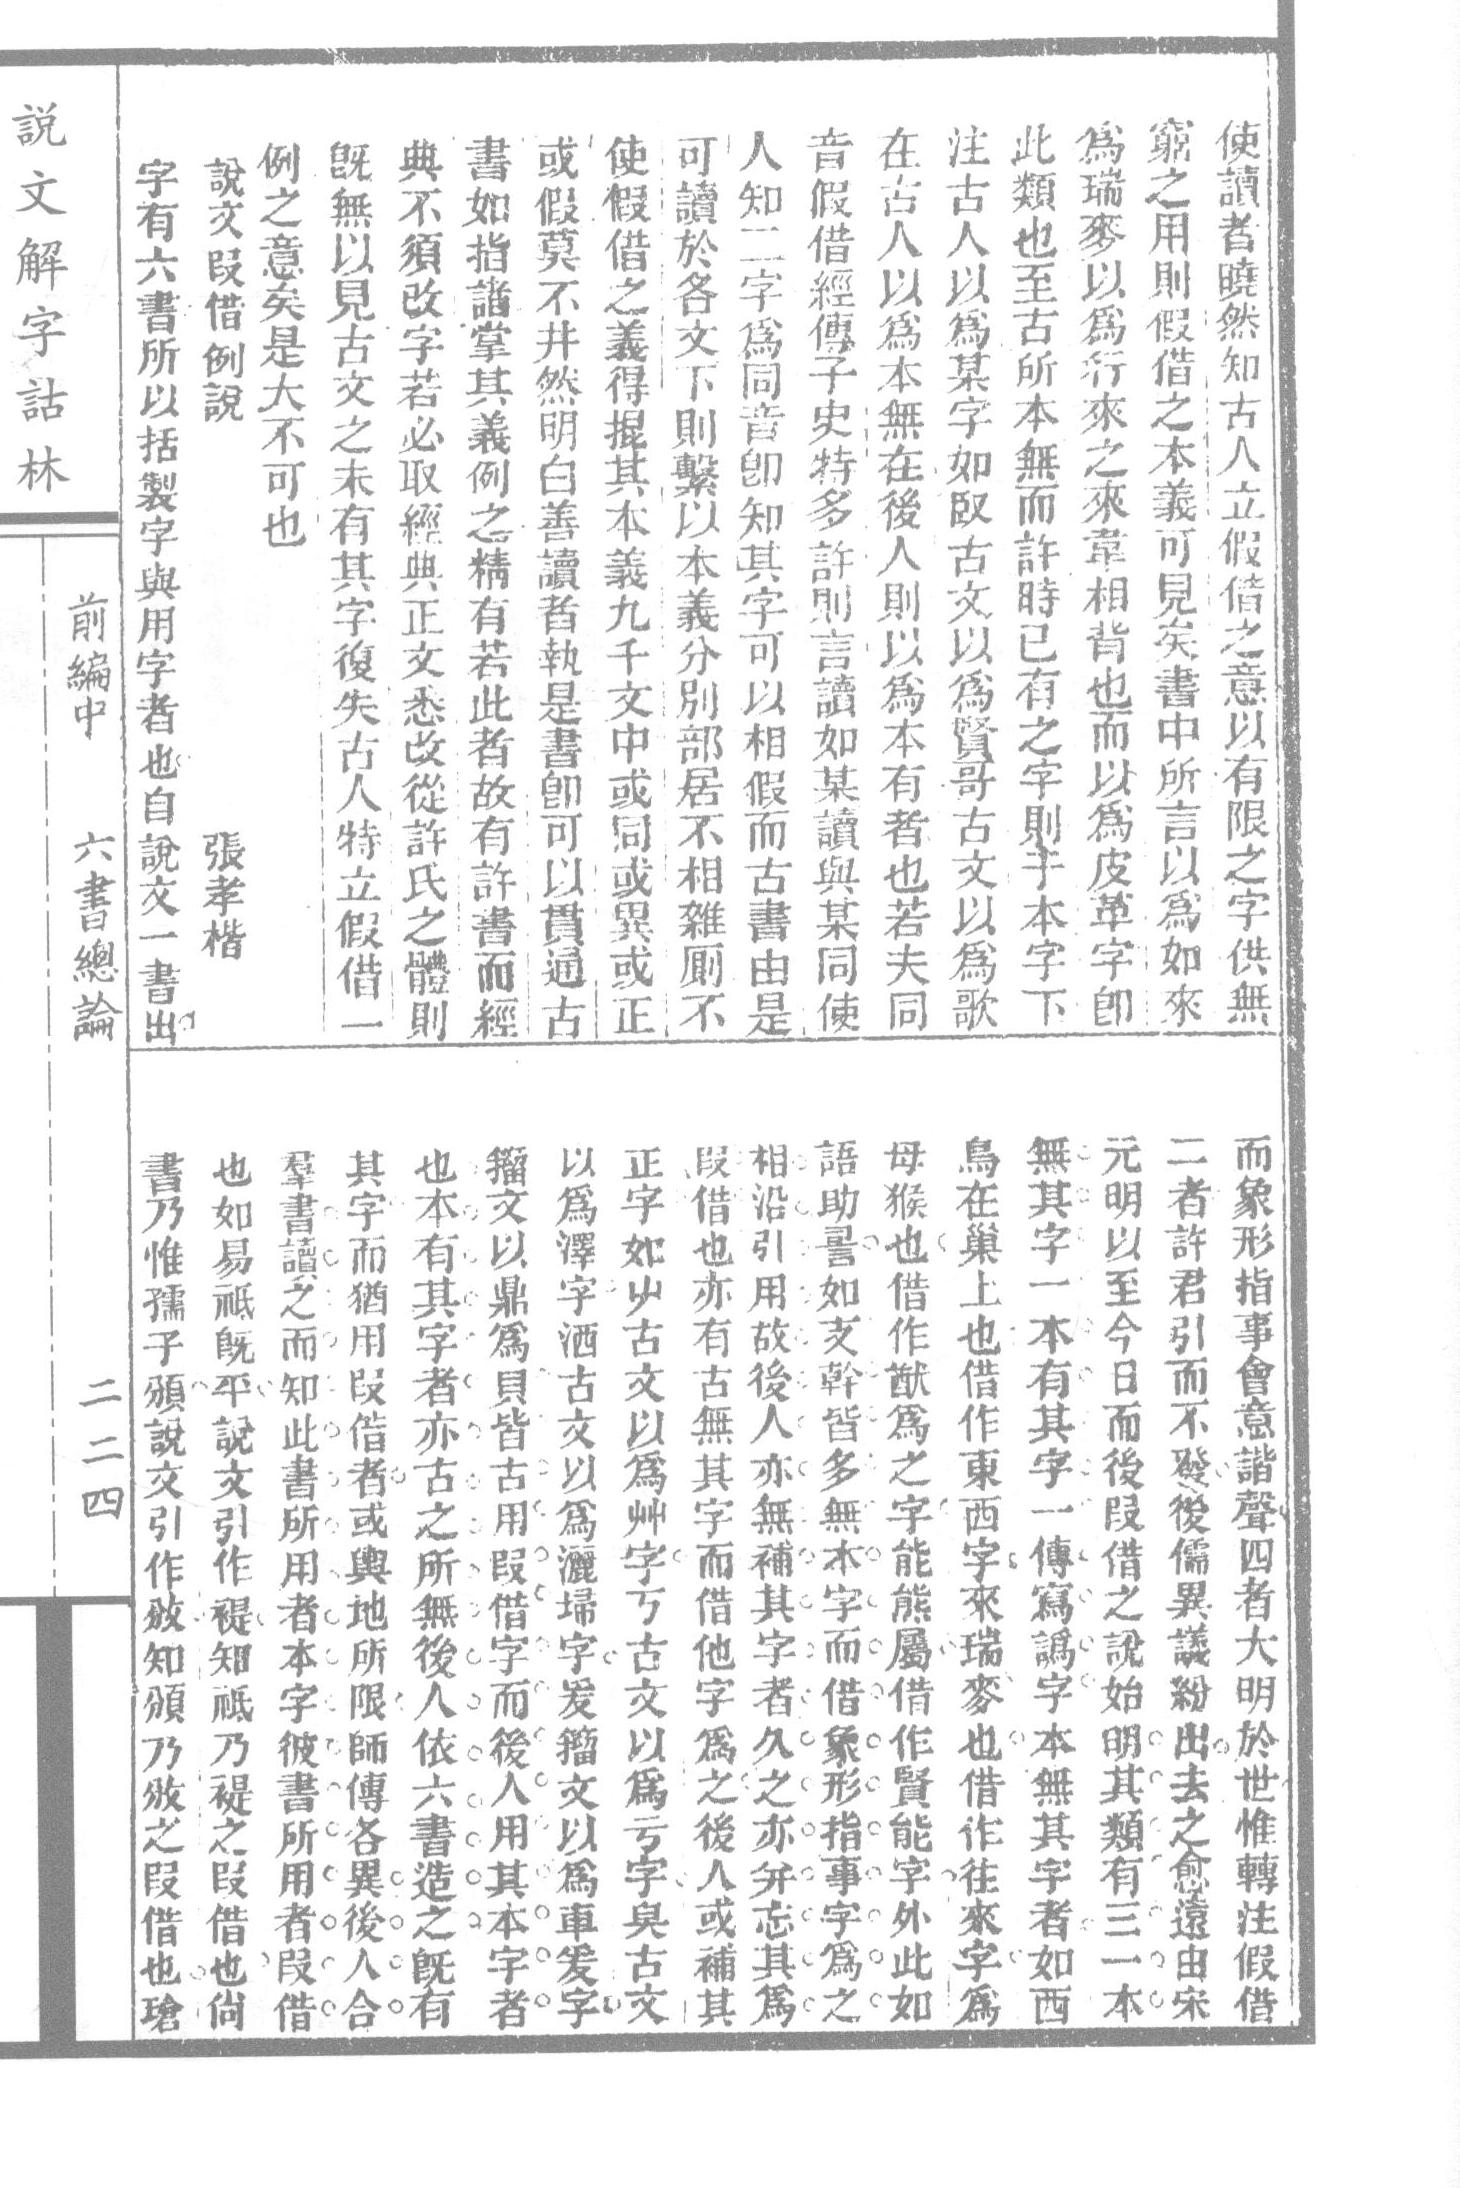 使讀者曉然知古人立假借之意以有限之字供無
窮之用則假借之本義可見矣書中所言以爲如來
爲瑞麥以爲行來之來韋相背也而以爲皮革字卽
此類也至古所本無而許時已有之字則于本字下
注古人以爲某字如臤古文以爲賢哥古文以爲歌
在古人以爲本無在後人則以爲本有者也若夫同
音假借經傳子史特多許則言讀如某讀與某同使
人知二字爲同音卽知其字可以相假而古書由是
可讀於各文下則繫以本義分別部居不相雜厠不
使假借之義得掍其本義九千文中或同或異或正
或假莫不井然明白善讀者執是書卽可以貫通古
書如指諸掌其義例之精有若此者故有許書而經
典不須改字若必取經典正文悉改從許氏之體則
旣無以見古文之未有其字復失古人特立假借一
例之意矣是大不可也
說文叚借例說　張孝楷
字有六書所以括製字與用字者也自說文一書出
而象形指事會意諧聲四者大明於世惟轉注假借
二者許君引而不發後儒異議紛出去之愈遠由宋
元明以至今日而後叚借之說始明其類有三一本
無其字一本有其字一傳寫譌字本無其字者如西
鳥在巢上也借作東西字來瑞麥也借作往來字爲
母猴也借作猷爲之字能熊屬借作賢能字外此如
語助㖟如支幹皆多無本字而借象形指事字爲之
相沿引用故後人亦無補其字者久之亦并忘其爲
叚借也亦有古無其字而借他字爲之後人或補其
正字如屮古文以爲艸字丂古文以爲亏字臭古文
以爲澤字洒古文以爲灑埽字爰籀文以爲車爰字
籀文以鼎爲貝皆古用叚借字而後人用其本字者
也本有其字者亦古之所無後人依六書造之旣有
其字而猶用叚借者或輿地所限師傳各異後人合
羣書讀之而知此書所用者本字彼書所用者叚借
也如易祗旣平說文引作禔知祗乃禔之叚借也尙
書乃惟孺子頒說文引作攽知頒乃攽之叚借也瑲
說文解字詁林
前編中　六書總論　二二四